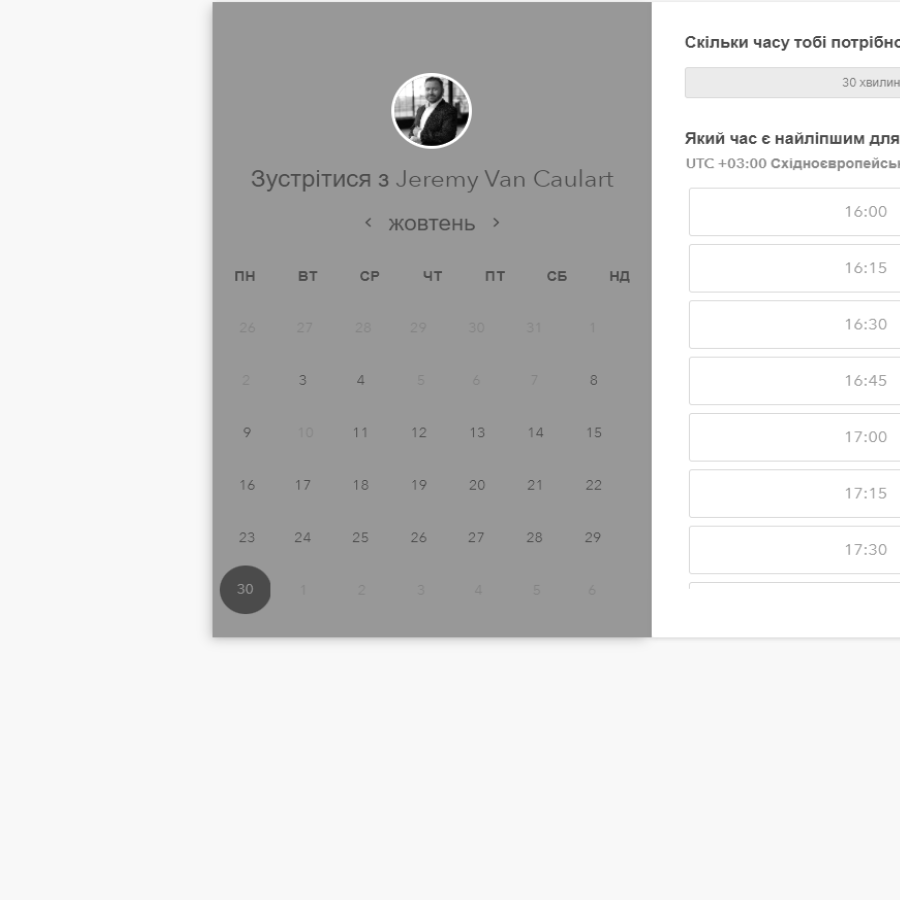 Зустрітися з Jeremy Van Caulart
‹ жовтень ›
ПН ВТ СР ЧТ ПТ СБ НД
26 27 28 29 30 31 1
2 3 4 5 6 7 8
9 10 11 12 13 14 15
16 17 18 19 20 21 22
23 24 25 26 27 28 29
30 1 2 3 4 5 6
Скільки часу тобі потрібно
30 хвилин
Який час є найліпшим для
UTC +03:00 Східноєвропейсь
16:00
16:15
16:30
16:45
17:00
17:15
17:30